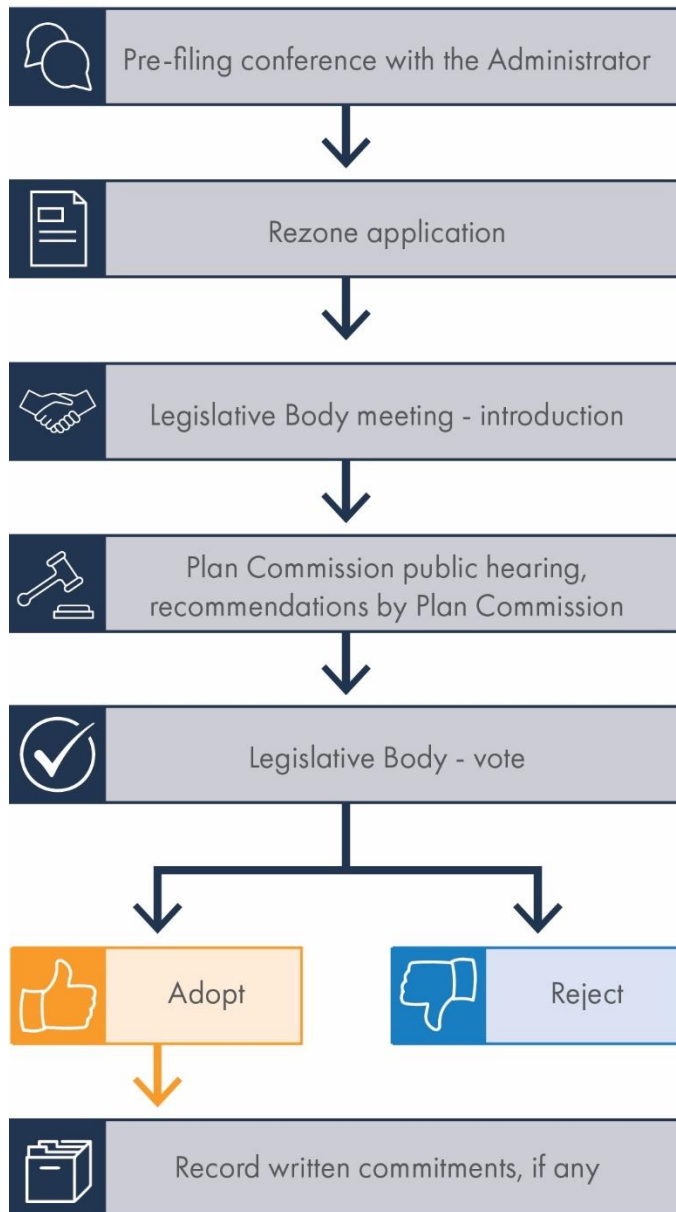 Pre-filing conference with the Administrator
Rezone application
Legislative Body meeting - introduction
Plan Commission public hearing,
recommendations by Plan Commission
Legislative Body - vote
Adopt
Reject
Record written commitments, if any